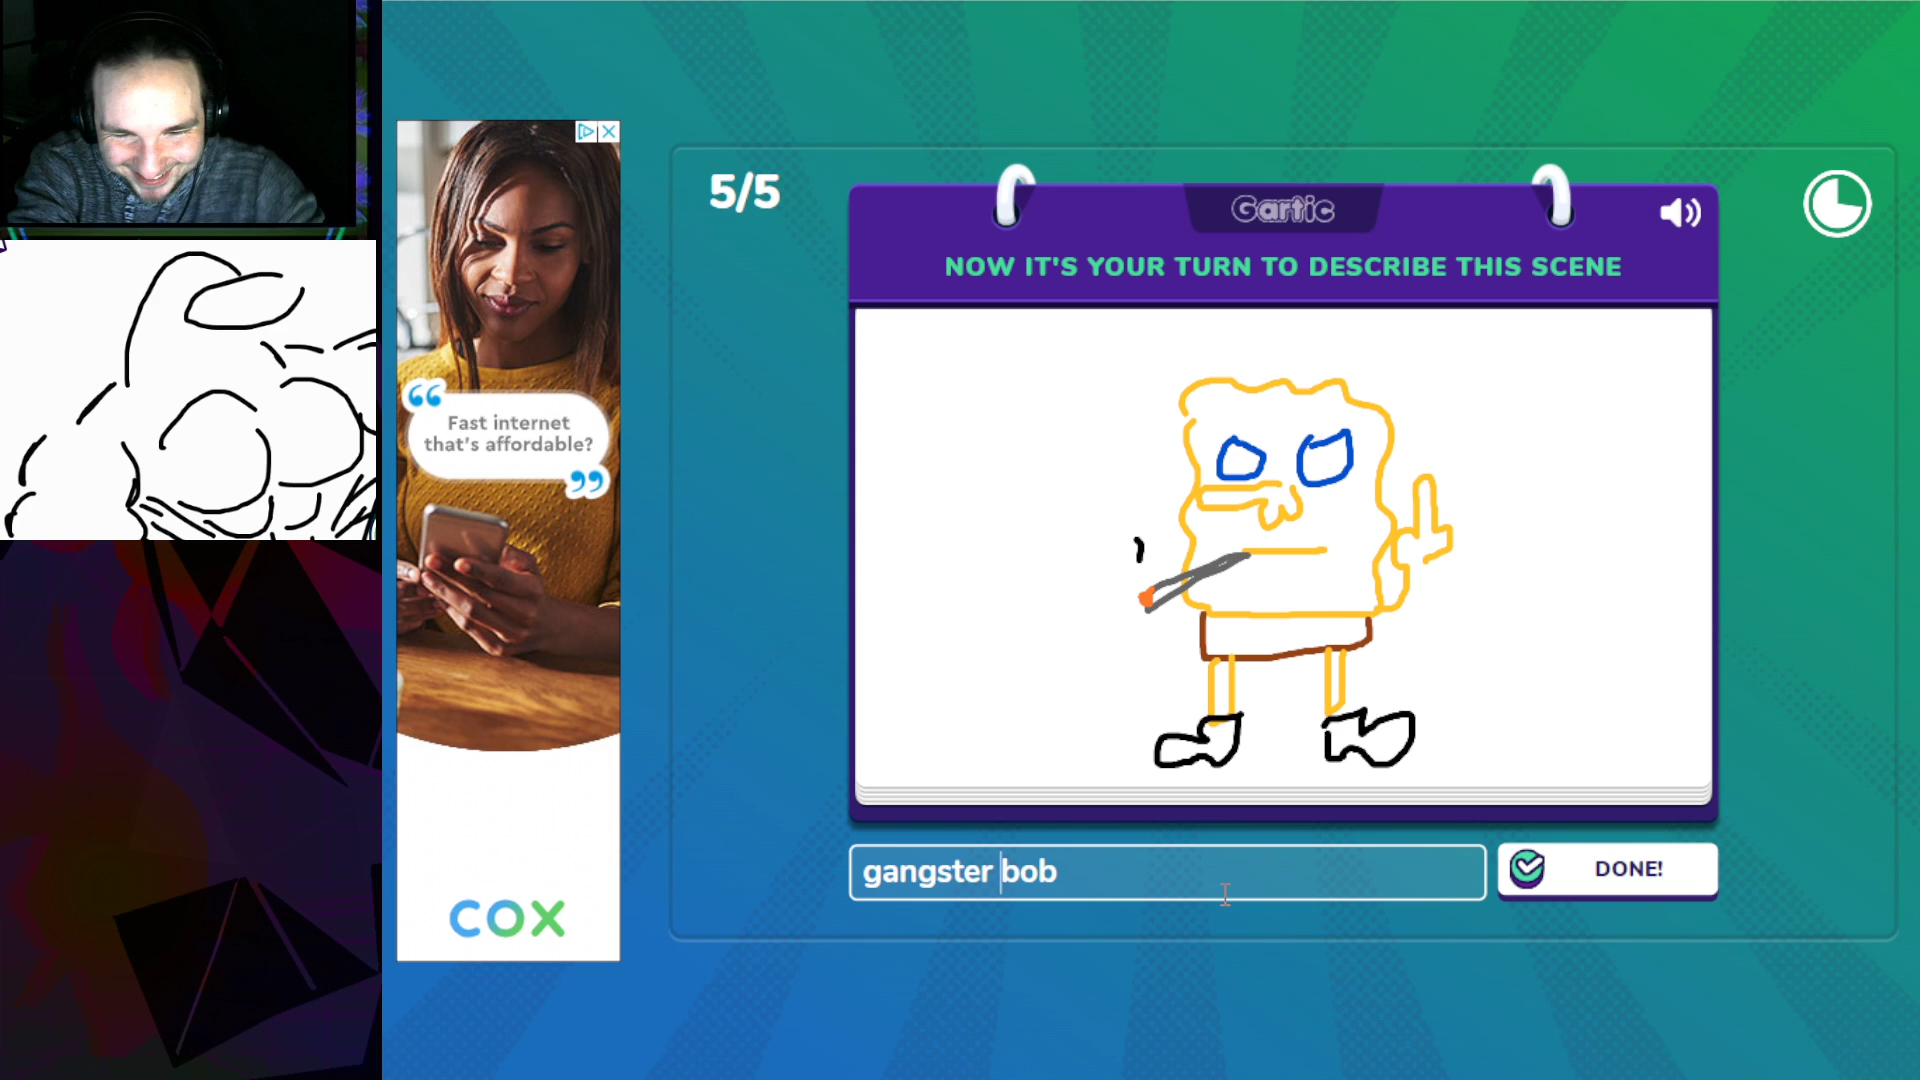 5/5
Gartic
NOW IT'S YOUR TURN TO DESCRIBE THIS SCENE
“
Fast internet
that's affordable?
”
COX
gangster bob
DONE!